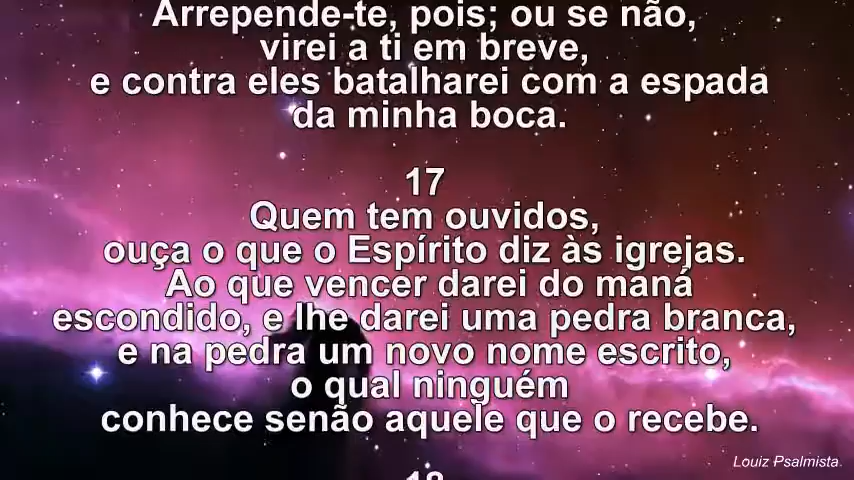 Arrepende-te, pois; ou se não,
virei a ti em breve,
e contra eles batalharei com a espada
da minha boca.
17
Quem tem ouvidos,
ouça o que o Espírito diz às igrejas.
Ao que vencer darei do maná
escondido, e lhe darei uma pedra branca,
e na pedra um novo nome escrito,
o qual ninguém
conhece senão aquele que o recebe.
18
Louiz Psalmista